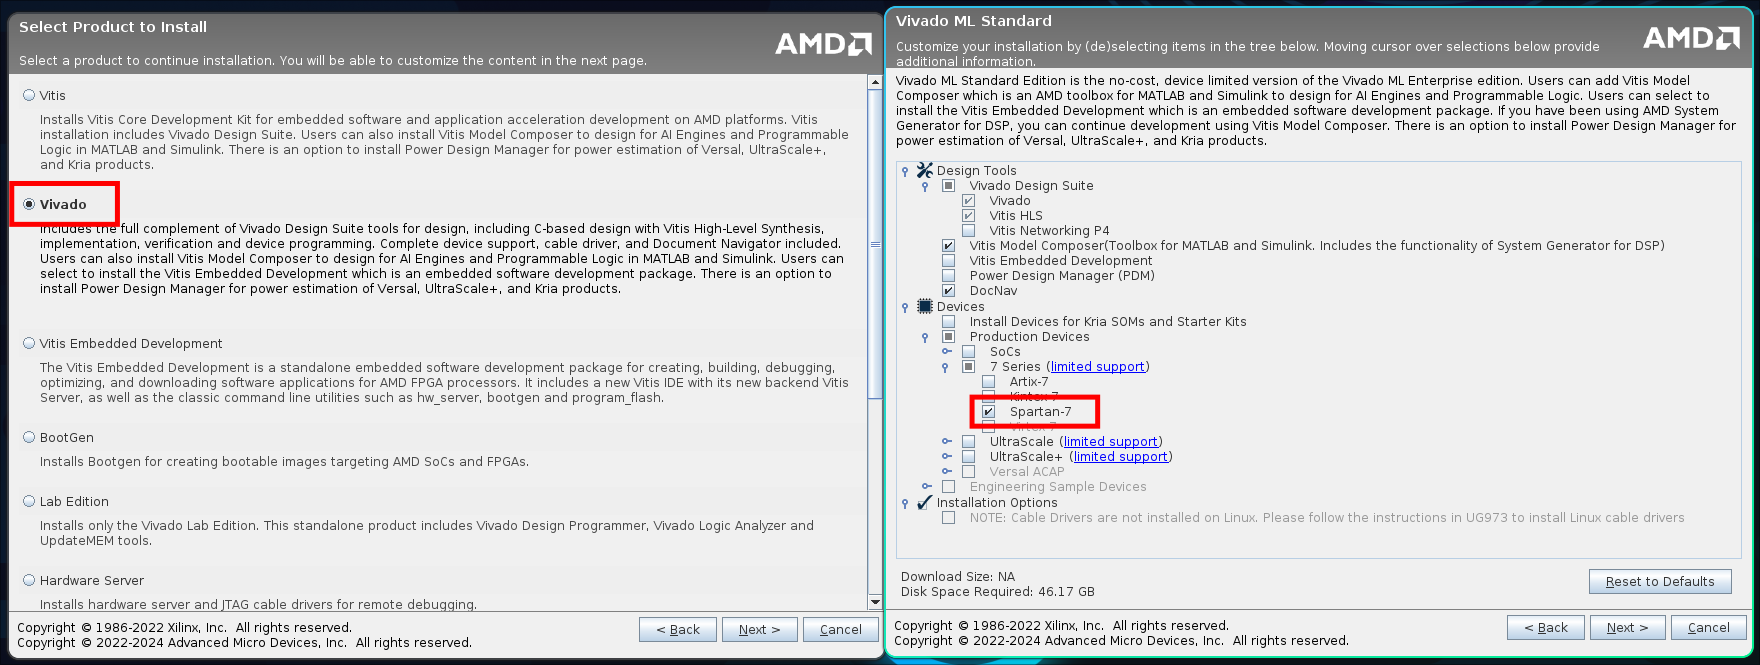 Select Product to Install
Select a product to continue installation. You will be able to customize the content in the next page.
AMD
Vitis
Installs Vitis Core Development Kit for embedded software and application acceleration development on AMD platforms. Vitis
installation includes Vivado Design Suite. Users can also install Vitis Model Composer to design for AI Engines and Programmable
Logic in MATLAB and Simulink. There is an option to install Power Design Manager for power estimation of Versal, UltraScale+,
and Kria products.
Vivado
Includes the full complement of Vivado Design Suite tools for design, including C-based design with Vitis High-Level Synthesis,
implementation, verification and device programming. Complete device support, cable driver, and Document Navigator included.
Users can also install Vitis Model Composer to design for AI Engines and Programmable Logic in MATLAB and Simulink. Users can
select to install the Vitis Embedded Development which is an embedded software development package. There is an option to
install Power Design Manager for power estimation of Versal, UltraScale+, and Kria products.
Vitis Embedded Development
The Vitis Embedded Development is a standalone embedded software development package for creating, building, debugging,
optimizing, and downloading software applications for AMD FPGA processors. It includes a new Vitis IDE with its new backend Vitis
Server, as well as the classic command line utilities such as hw_server, bootgen and program_flash.
BootGen
Installs Bootgen for creating bootable images targeting AMD SoCs and FPGAs.
Lab Edition
Installs only the Vivado Lab Edition. This standalone product includes Vivado Design Programmer, Vivado Logic Analyzer and
UpdateMEM tools.
Hardware Server
Installs hardware server and JTAG cable drivers for remote debugging.
Copyright © 1986-2022 Xilinx, Inc.  All rights reserved.
Copyright © 2022-2024 Advanced Micro Devices, Inc.  All rights reserved.
< Back
Next >
Cancel
Vivado ML Standard
Customize your installation by (de)selecting items in the tree below. Moving cursor over selections below provide
additional information.
AMD
Vivado ML Standard Edition is the no-cost, device limited version of the Vivado ML Enterprise edition. Users can add Vitis Model
Composer which is an AMD toolbox for MATLAB and Simulink to design for AI Engines and Programmable Logic. Users can select to
install the Vitis Embedded Development which is an embedded software development package. If you have been using AMD System
Generator for DSP, you can continue development using Vitis Model Composer. There is an option to install Power Design Manager for
power estimation of Versal, UltraScale+, and Kria products.
Design Tools
Vivado Design Suite
Vivado
Vitis HLS
Vitis Networking P4
Vitis Model Composer(Toolbox for MATLAB and Simulink. Includes the functionality of System Generator for DSP)
Vitis Embedded Development
Power Design Manager (PDM)
DocNav
Devices
Install Devices for Kria SOMs and Starter Kits
Production Devices
SoCs
7 Series (limited support)
Artix-7
Kintex-7
Spartan-7
Virtex-7
UltraScale (limited support)
UltraScale+ (limited support)
Versal ACAP
Engineering Sample Devices
Installation Options
NOTE: Cable Drivers are not installed on Linux. Please follow the instructions in UG973 to install Linux cable drivers
Download Size: NA
Disk Space Required: 46.17 GB
Reset to Defaults
Copyright © 1986-2022 Xilinx, Inc.  All rights reserved.
Copyright © 2022-2024 Advanced Micro Devices, Inc.  All rights reserved.
< Back
Next >
Cancel